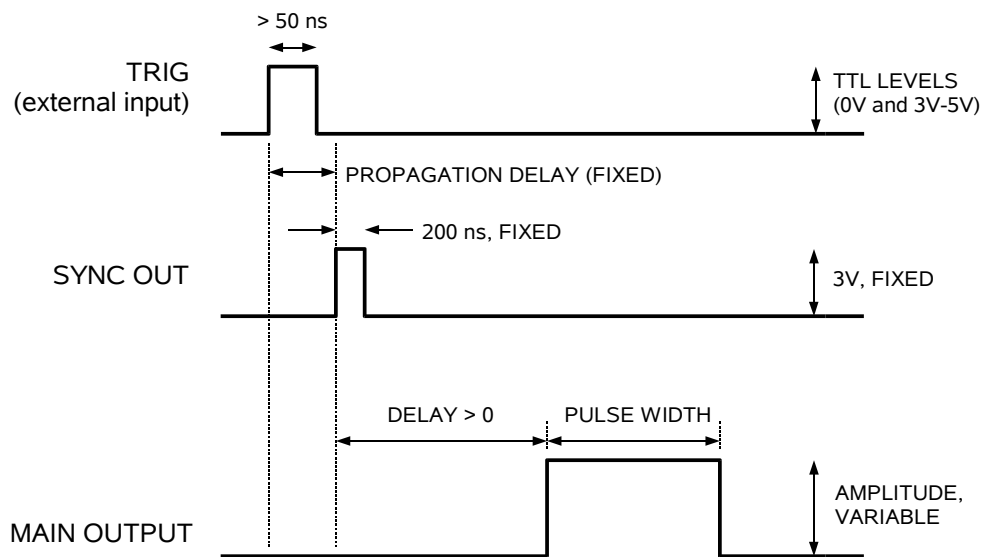 > 50 ns
TRIG
(external input)
TTL LEVELS
(0V and 3V-5V)
PROPAGATION DELAY (FIXED)
200 ns, FIXED
SYNC OUT
3V, FIXED
DELAY > 0
PULSE WIDTH
AMPLITUDE,
VARIABLE
MAIN OUTPUT